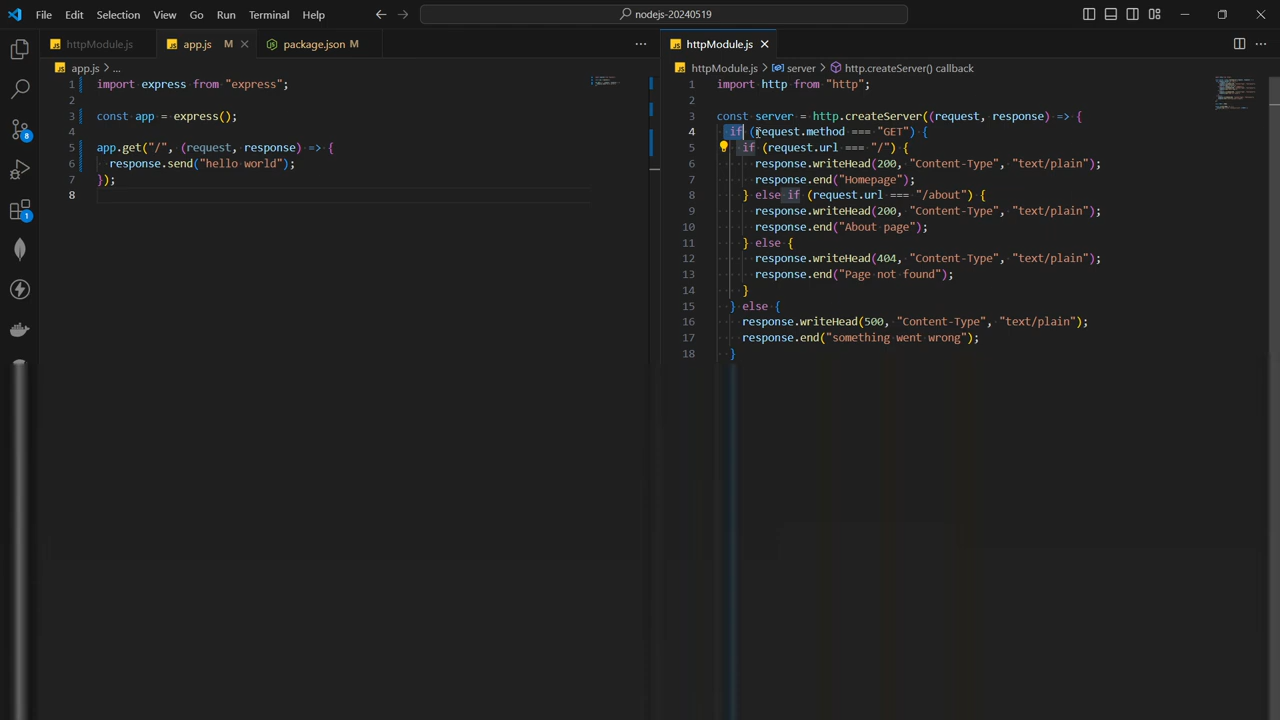 File Edit Selection View Go Run Terminal Help
nodejs-20240519
httpModule.js
app.js M
package.json M
app.js > ...
1 import express from "express";
2
3 const app = express();
4
5 app.get("/", (request, response) => {
6 response.send("hello world");
7 });
8
8
1
httpModule.js
httpModule.js > server > http.createServer() callback
1 import http from "http";
2
3 const server = http.createServer((request, response) => {
4 if (request.method === "GET") {
5 if (request.url === "/") {
6 response.writeHead(200, "Content-Type", "text/plain");
7 response.end("Homepage");
8 } else if (request.url === "/about") {
9 response.writeHead(200, "Content-Type", "text/plain");
10 response.end("About page");
11 } else {
12 response.writeHead(404, "Content-Type", "text/plain");
13 response.end("Page not found");
14 }
15 } else {
16 response.writeHead(500, "Content-Type", "text/plain");
17 response.end("something went wrong");
18 }